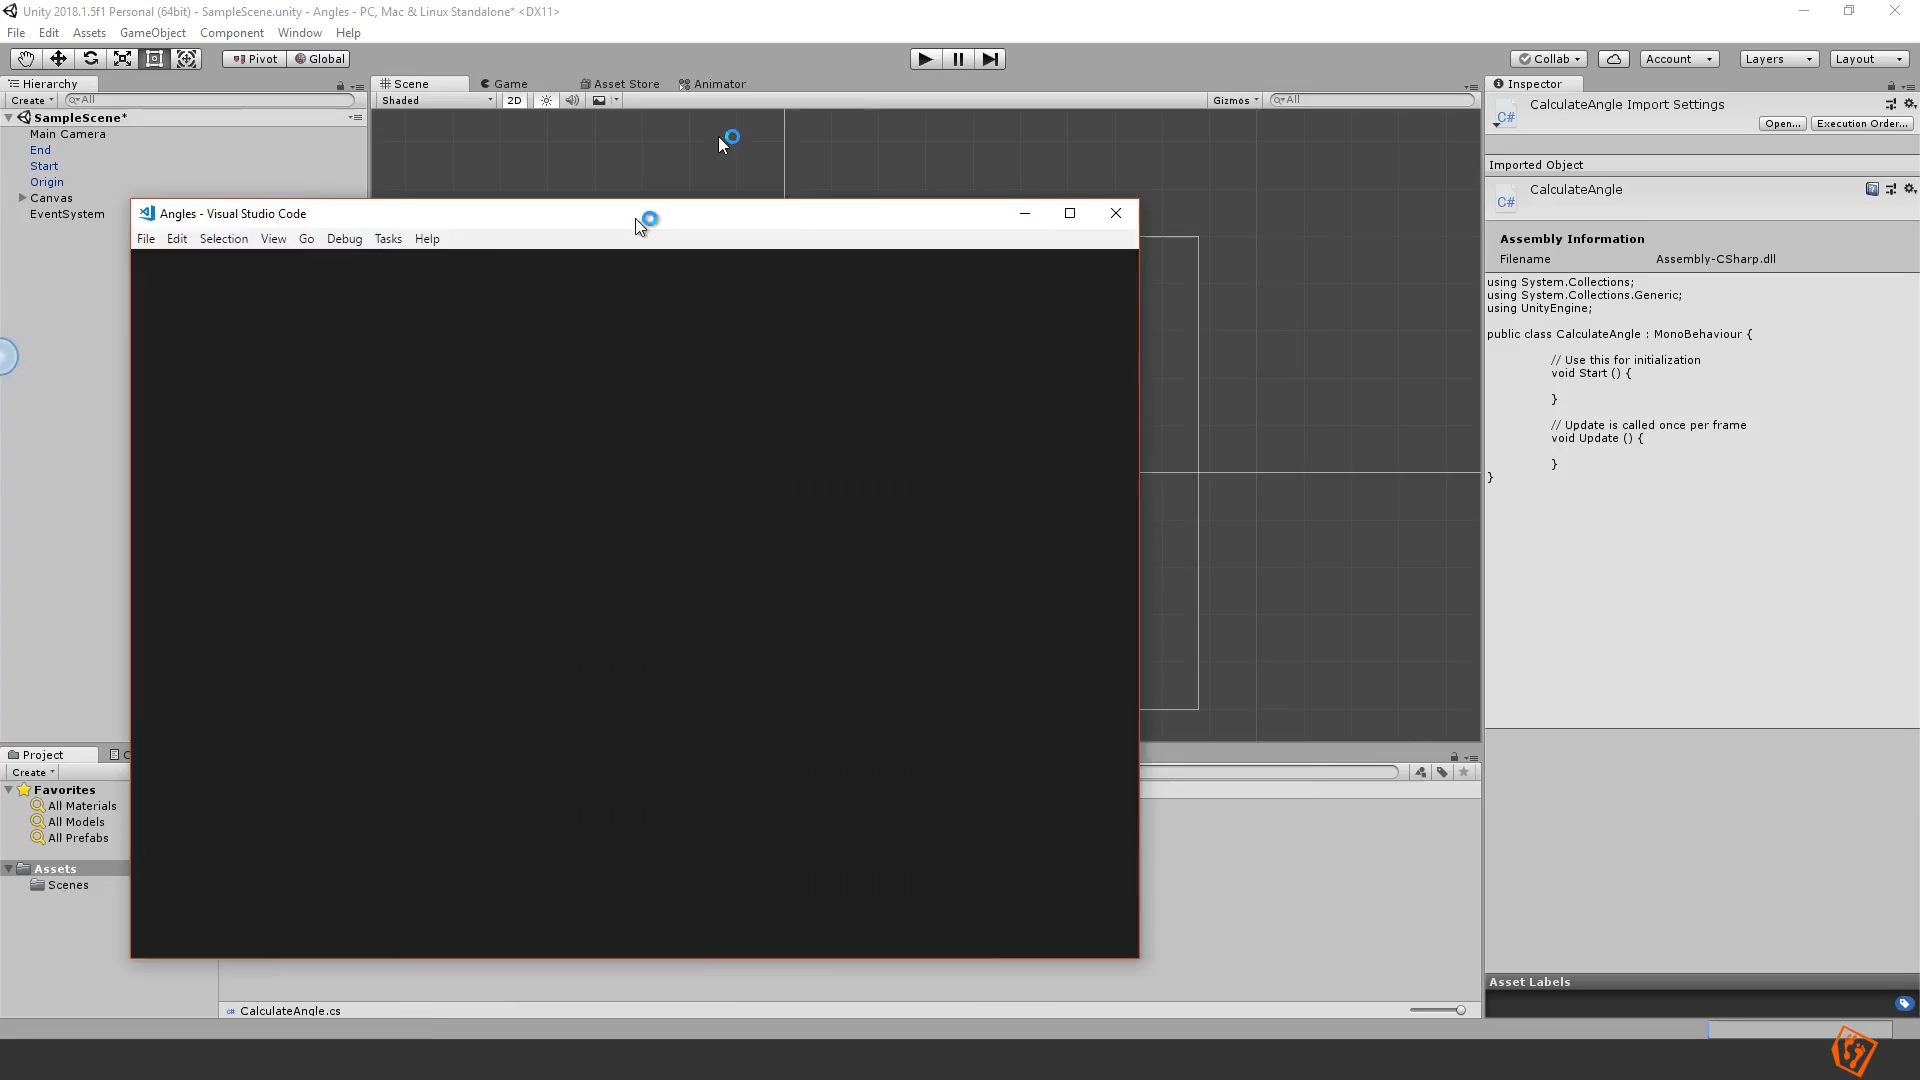 Unity 2018.1.5f1 Personal (64bit) - SampleScene.unity - Angles - PC, Mac & Linux Standalone* <DX11>
File Edit Assets GameObject Component Window Help
Pivot Global Collab Account Layers Layout
Hierarchy
Create All
SampleScene*
Main Camera
End
Start
Origin
Canvas
EventSystem
Scene Game Asset Store Animator
Shaded 2D Gizmos All
Angles - Visual Studio Code
File Edit Selection View Go Debug Tasks Help
Project C
Create
Favorites
All Materials
All Models
All Prefabs
Assets
Scenes
CalculateAngle.cs
Inspector
CalculateAngle Import Settings
C#
Open... Execution Order...
Imported Object
CalculateAngle
C#
Assembly Information
Filename Assembly-CSharp.dll
using System.Collections;
using System.Collections.Generic;
using UnityEngine;
public class CalculateAngle : MonoBehaviour {
// Use this for initialization
void Start () {
}
// Update is called once per frame
void Update () {
}
}
Asset Labels